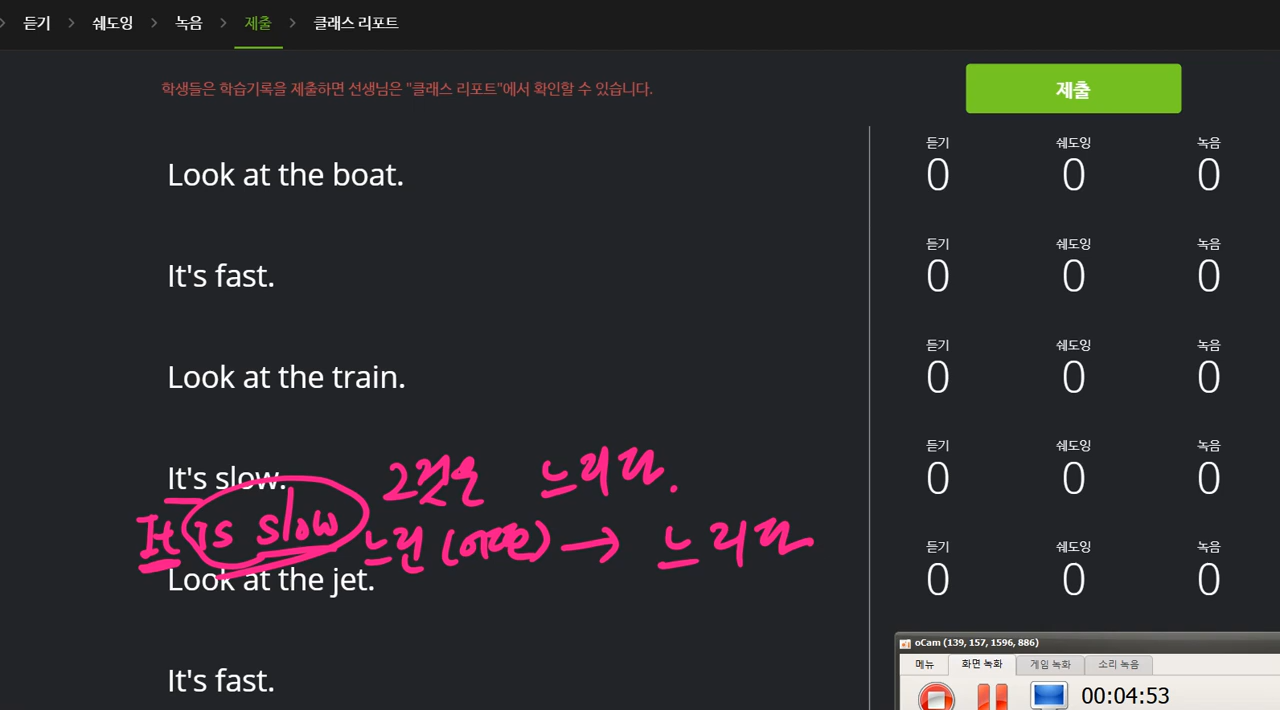 듣기 쉐도잉 녹음 제출 클래스 리포트
학생들은 학습기록을 제출하면 선생님은 "클래스 리포트"에서 확인할 수 있습니다.
제출
Look at the boat.
듣기 쉐도잉 녹음
0 0 0
It's fast.
듣기 쉐도잉 녹음
0 0 0
Look at the train.
듣기 쉐도잉 녹음
0 0 0
It's slow.
그것은 느리다.
듣기 쉐도잉 녹음
0 0 0
It is slow 느린 (어떤) → 느리다
Look at the jet.
듣기 쉐도잉 녹음
0 0 0
It's fast.
oCam (139, 157, 1596, 886)
메뉴 화면 녹화 게임 녹화 소리 녹음
00:04:53